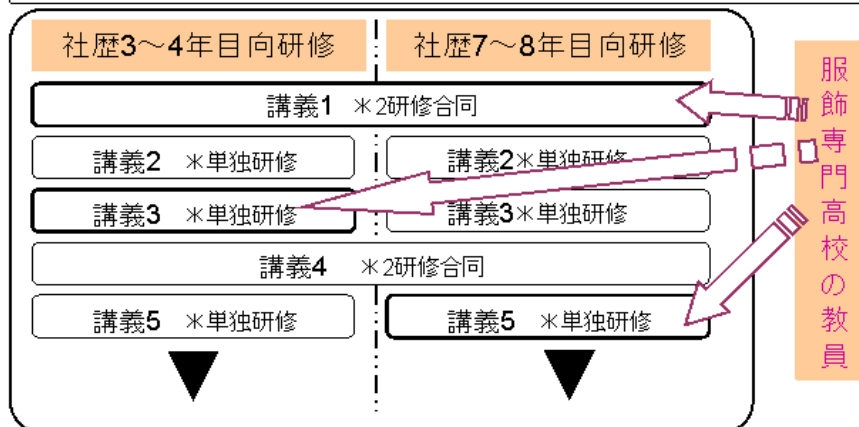 社歴3～4年目向研修
社歴7～8年目向研修
講義1 ＊2研修合同
講義2 ＊単独研修
講義2＊単独研修
講義3 ＊単独研修
講義3＊単独研修
講義4 ＊2研修合同
講義5 ＊単独研修
講義5 ＊単独研修
服飾専門高校の教員